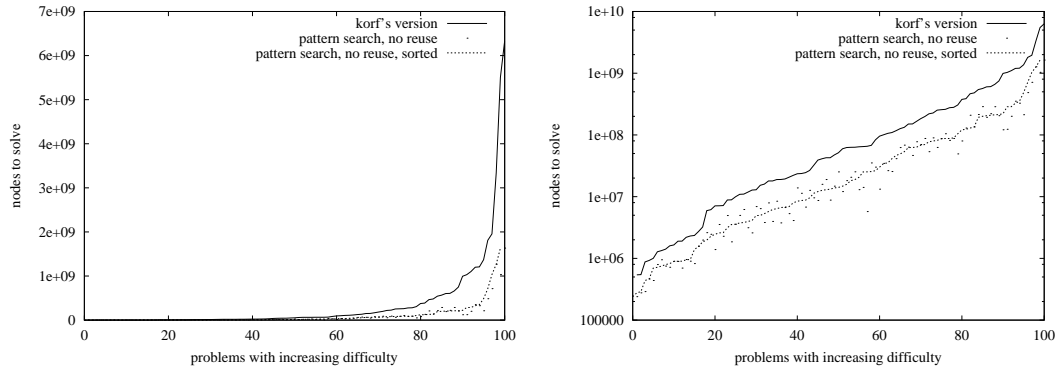 7e+09
6e+09
5e+09
4e+09
3e+09
2e+09
1e+09
0
0 20 40 60 80 100
nodes to solve
problems with increasing difficulty
korf's version
pattern search, no reuse
pattern search, no reuse, sorted
1e+10
1e+09
1e+08
1e+07
1e+06
100000
0 20 40 60 80 100
nodes to solve
problems with increasing difficulty
korf's version
pattern search, no reuse
pattern search, no reuse, sorted